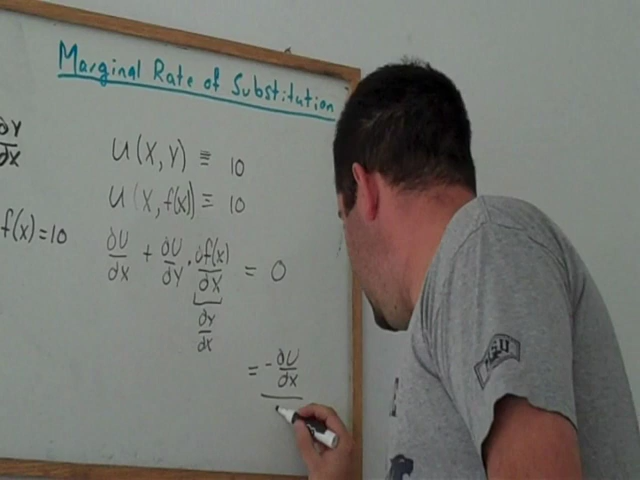 Marginal Rate of Substitution
∂Y
∂X
U(X,Y) ≡ 10
U(X,f(X)) ≡ 10
f(x)=10
∂U/∂X + ∂U/∂Y · ∂f(x)/∂X = 0
∂Y/∂X
= -∂U/∂X